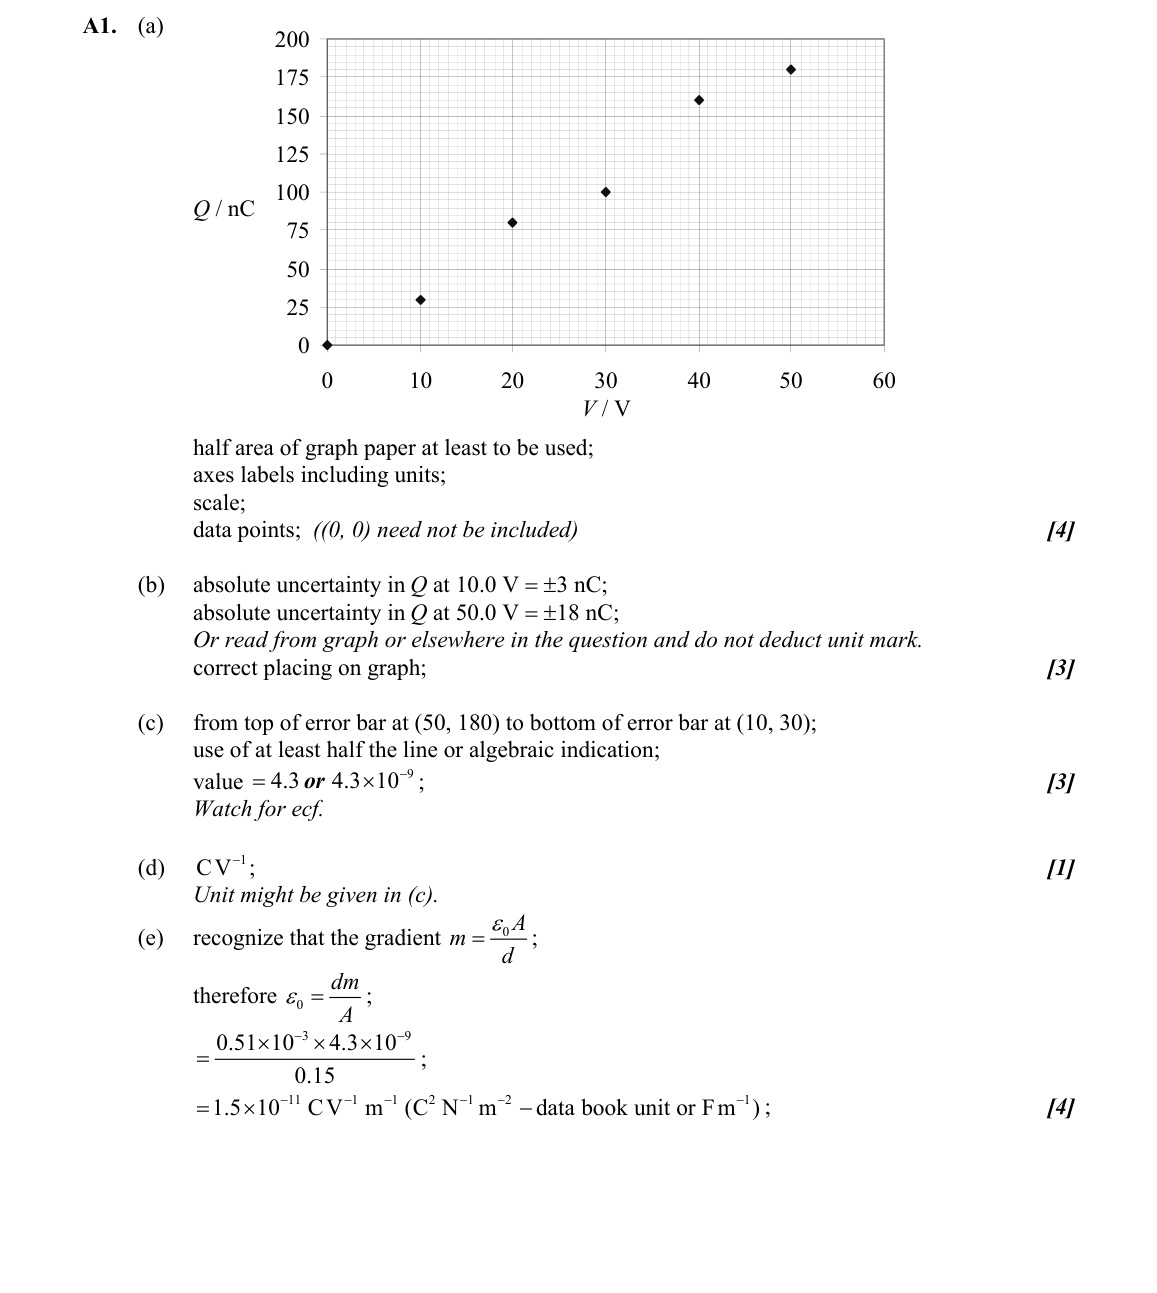 A1. (a)
200
175
150
125
100
Q / nC
75
50
25
0
0 10 20 30 40 50 60
V / V
half area of graph paper at least to be used;
axes labels including units;
scale;
data points; ((0, 0) need not be included) [4]
(b) absolute uncertainty in Q at 10.0 V = ±3 nC;
absolute uncertainty in Q at 50.0 V = ±18 nC;
Or read from graph or elsewhere in the question and do not deduct unit mark.
correct placing on graph; [3]
(c) from top of error bar at (50, 180) to bottom of error bar at (10, 30);
use of at least half the line or algebraic indication;
value = 4.3 or 4.3×10⁻⁹ ; [3]
Watch for ecf.
(d) C V⁻¹ ; [1]
Unit might be given in (c).
(e) recognize that the gradient m = ε₀A / d ;
therefore ε₀ = dm / A ;
= 0.51×10⁻³ × 4.3×10⁻⁹ / 0.15 ;
= 1.5×10⁻¹¹ C V⁻¹ m⁻¹ (C² N⁻¹ m⁻² – data book unit or F m⁻¹) ; [4]